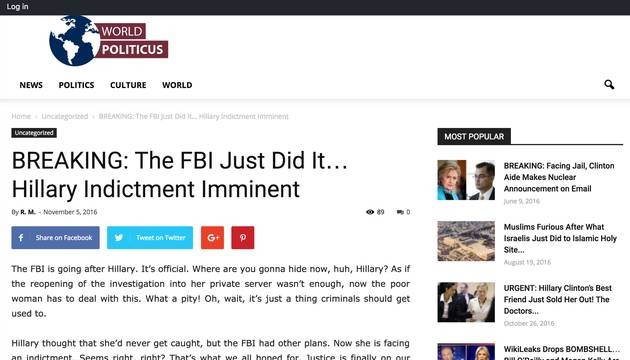 Log in
WORLD
POLITICUS
NEWS POLITICS CULTURE WORLD
Home > Uncategorized > BREAKING: The FBI Just Did It... Hillary Indictment Imminent
Uncategorized
BREAKING: The FBI Just Did It…
Hillary Indictment Imminent
By R. M. - November 5, 2016 89 0
Share on Facebook Tweet on Twitter G+
The FBI is going after Hillary. It's official. Where are you gonna hide now, huh, Hillary? As if
the reopening of the investigation into her private server wasn't enough, now the poor
woman has to deal with this. What a pity! Oh, wait, it's just a thing criminals should get
used to.
Hillary thought that she'd never get caught, but the FBI had other plans. Now she is facing
an indictment. Seems right, right? That's what we all hoped for. Justice is finally on our
MOST POPULAR
BREAKING: Facing Jail, Clinton
Aide Makes Nuclear
Announcement on Email
June 9, 2016
Muslims Furious After What
Israelis Just Did to Islamic Holy
Site...
August 19, 2016
URGENT: Hillary Clinton's Best
Friend Just Sold Her Out! The
Doctors...
October 26, 2016
WikiLeaks Drops BOMBSHELL…
Bill O'Reilly and Megan Kelly Are